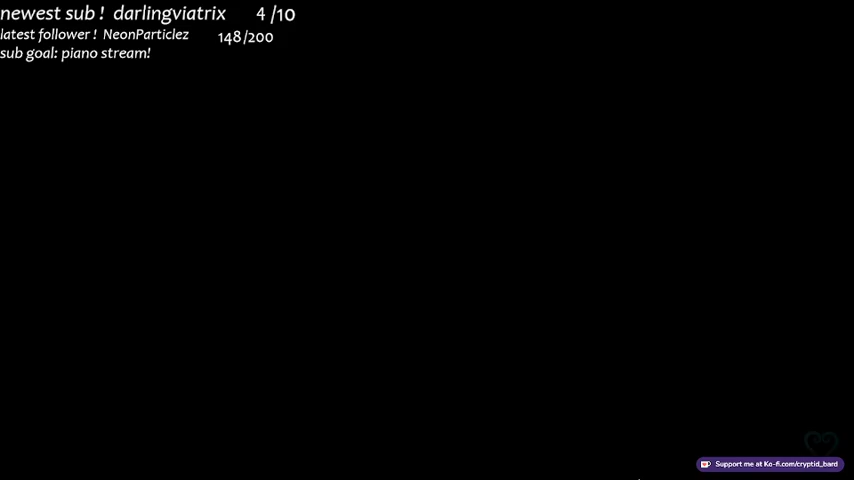 newest sub ! darlingviatrix 4 /10
latest follower ! NeonParticlez 148/200
sub goal: piano stream!
Support me at Ko-fi.com/cryptid_bard